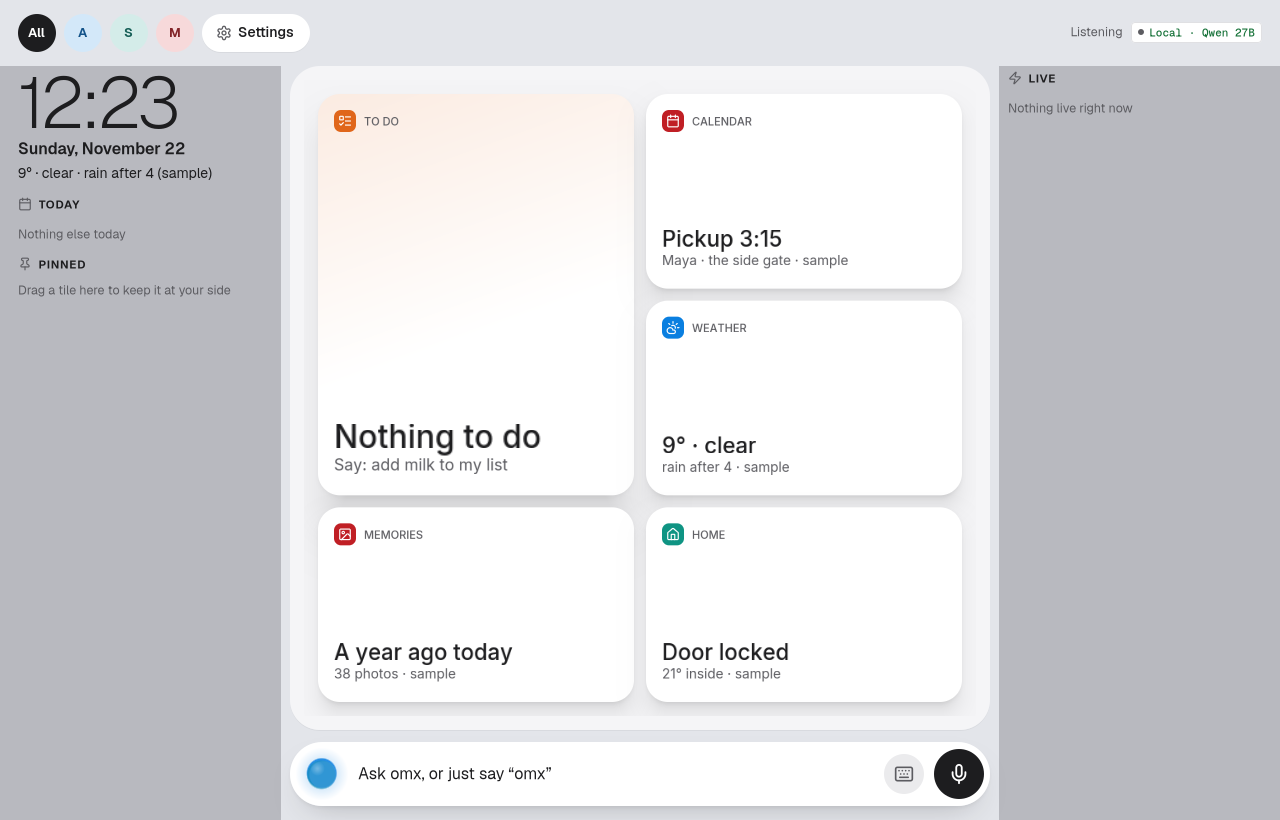 All
A
S
M
Settings
Listening
Local · Qwen 27B
12:23
Sunday, November 22
9° · clear · rain after 4 (sample)
TODAY
Nothing else today
PINNED
Drag a tile here to keep it at your side
TO DO
Nothing to do
Say: add milk to my list
CALENDAR
Pickup 3:15
Maya · the side gate · sample
WEATHER
9° · clear
rain after 4 · sample
MEMORIES
A year ago today
38 photos · sample
HOME
Door locked
21° inside · sample
LIVE
Nothing live right now
Ask omx, or just say “omx”